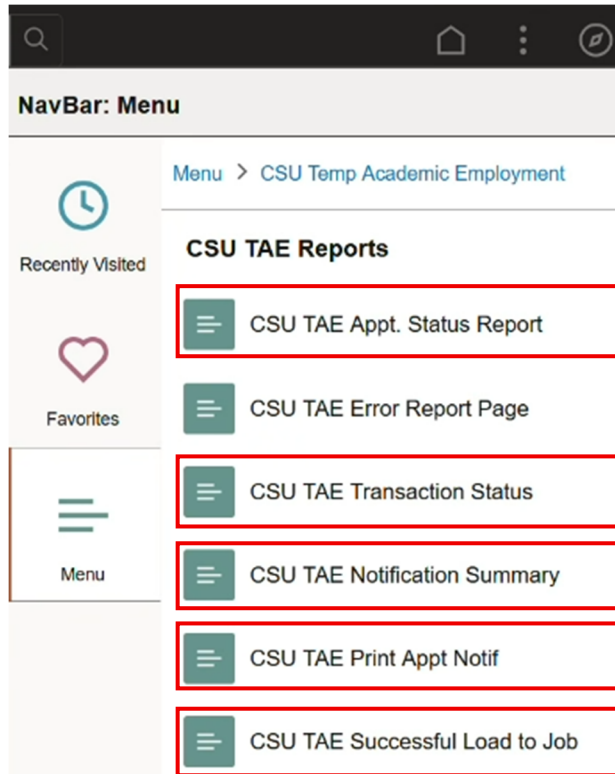 NavBar: Menu
Recently Visited
Favorites
Menu
Menu > CSU Temp Academic Employment
CSU TAE Reports
CSU TAE Appt. Status Report
CSU TAE Error Report Page
CSU TAE Transaction Status
CSU TAE Notification Summary
CSU TAE Print Appt Notif
CSU TAE Successful Load to Job